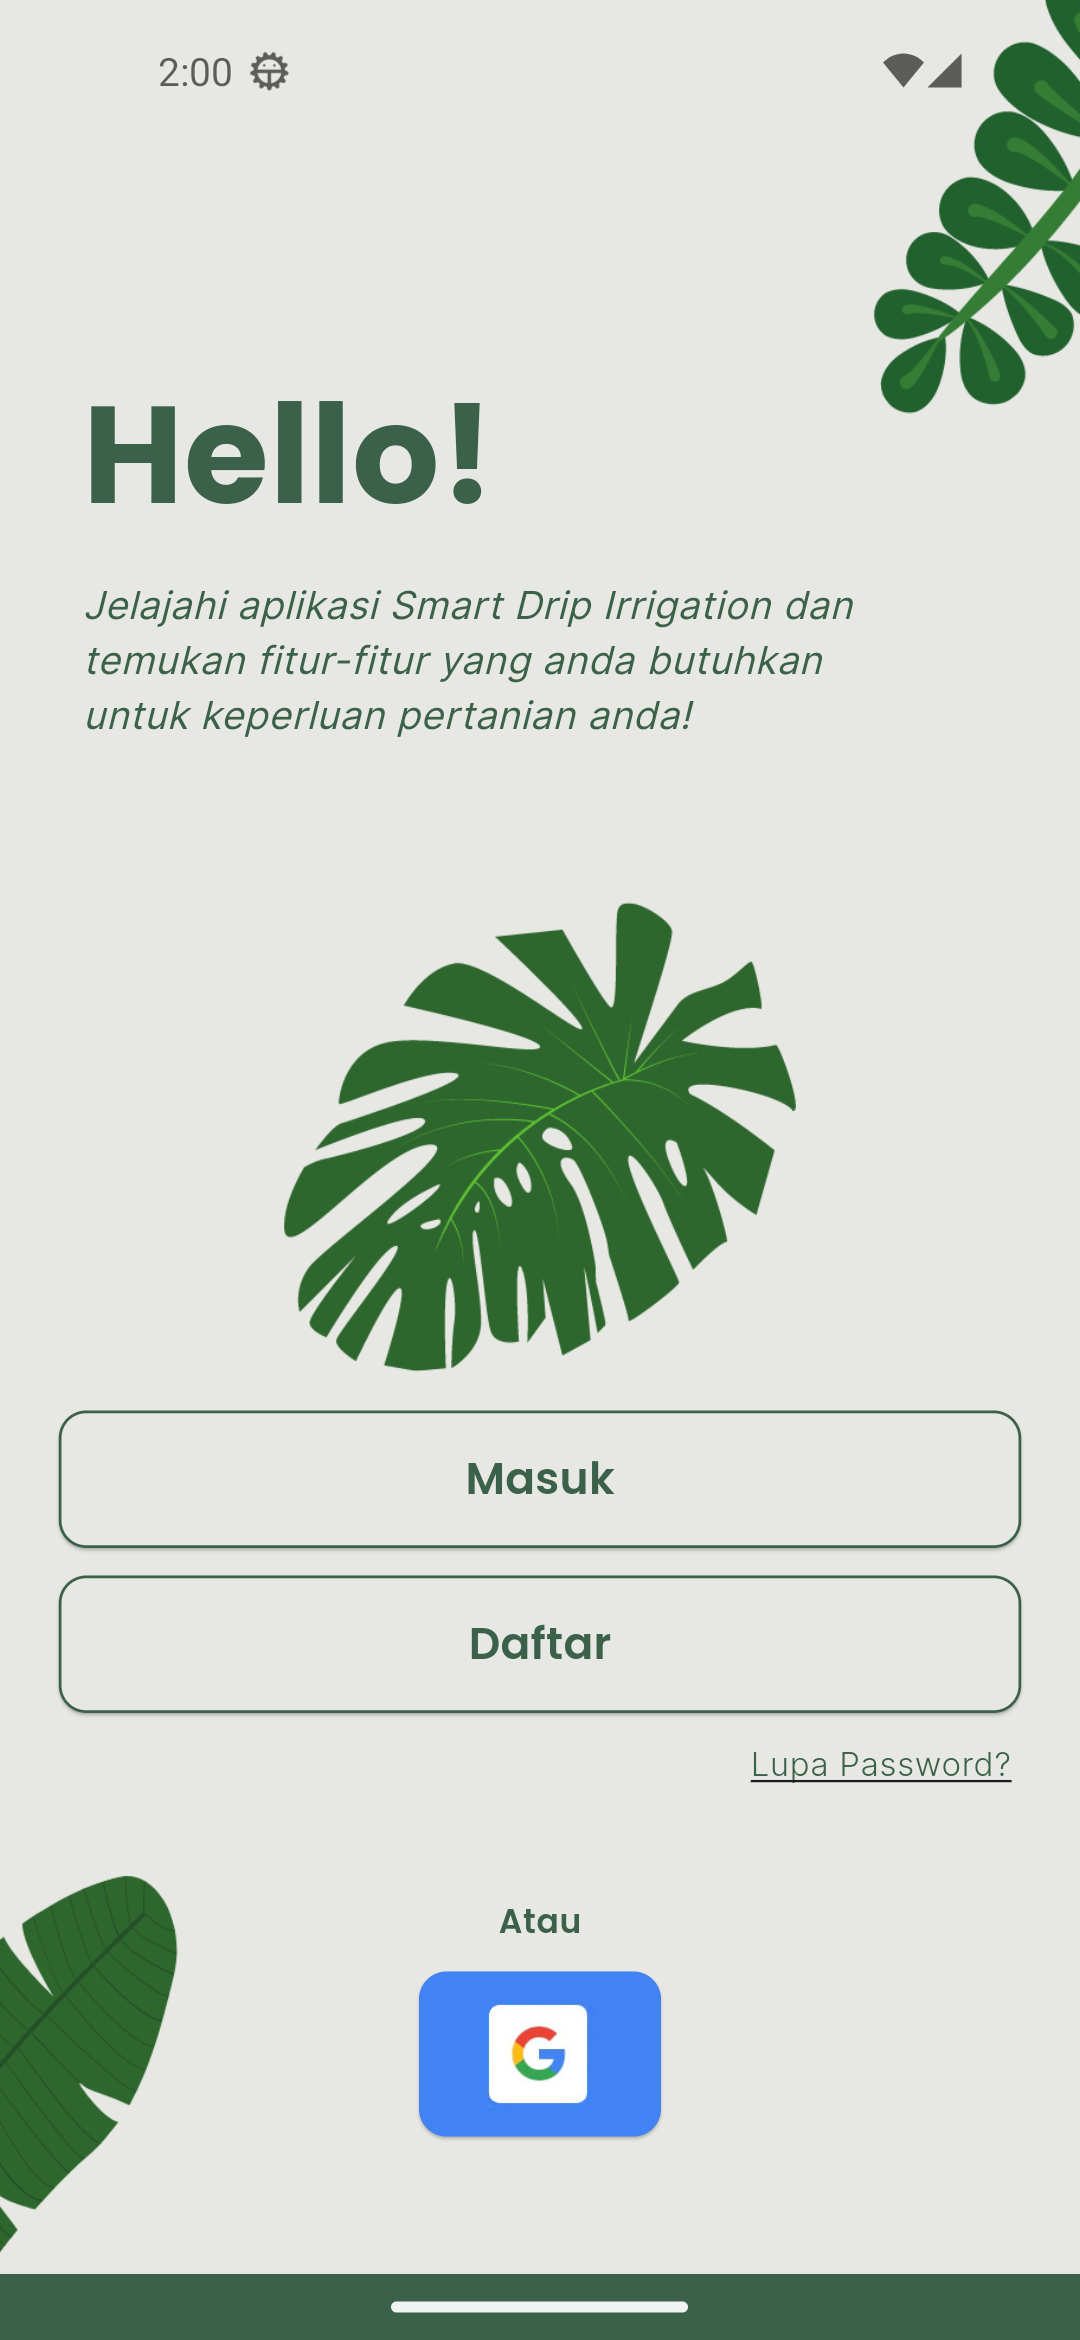 2:00
Hello!
Jelajahi aplikasi Smart Drip Irrigation dan
temukan fitur-fitur yang anda butuhkan
untuk keperluan pertanian anda!
Masuk
Daftar
Lupa Password?
Atau
G